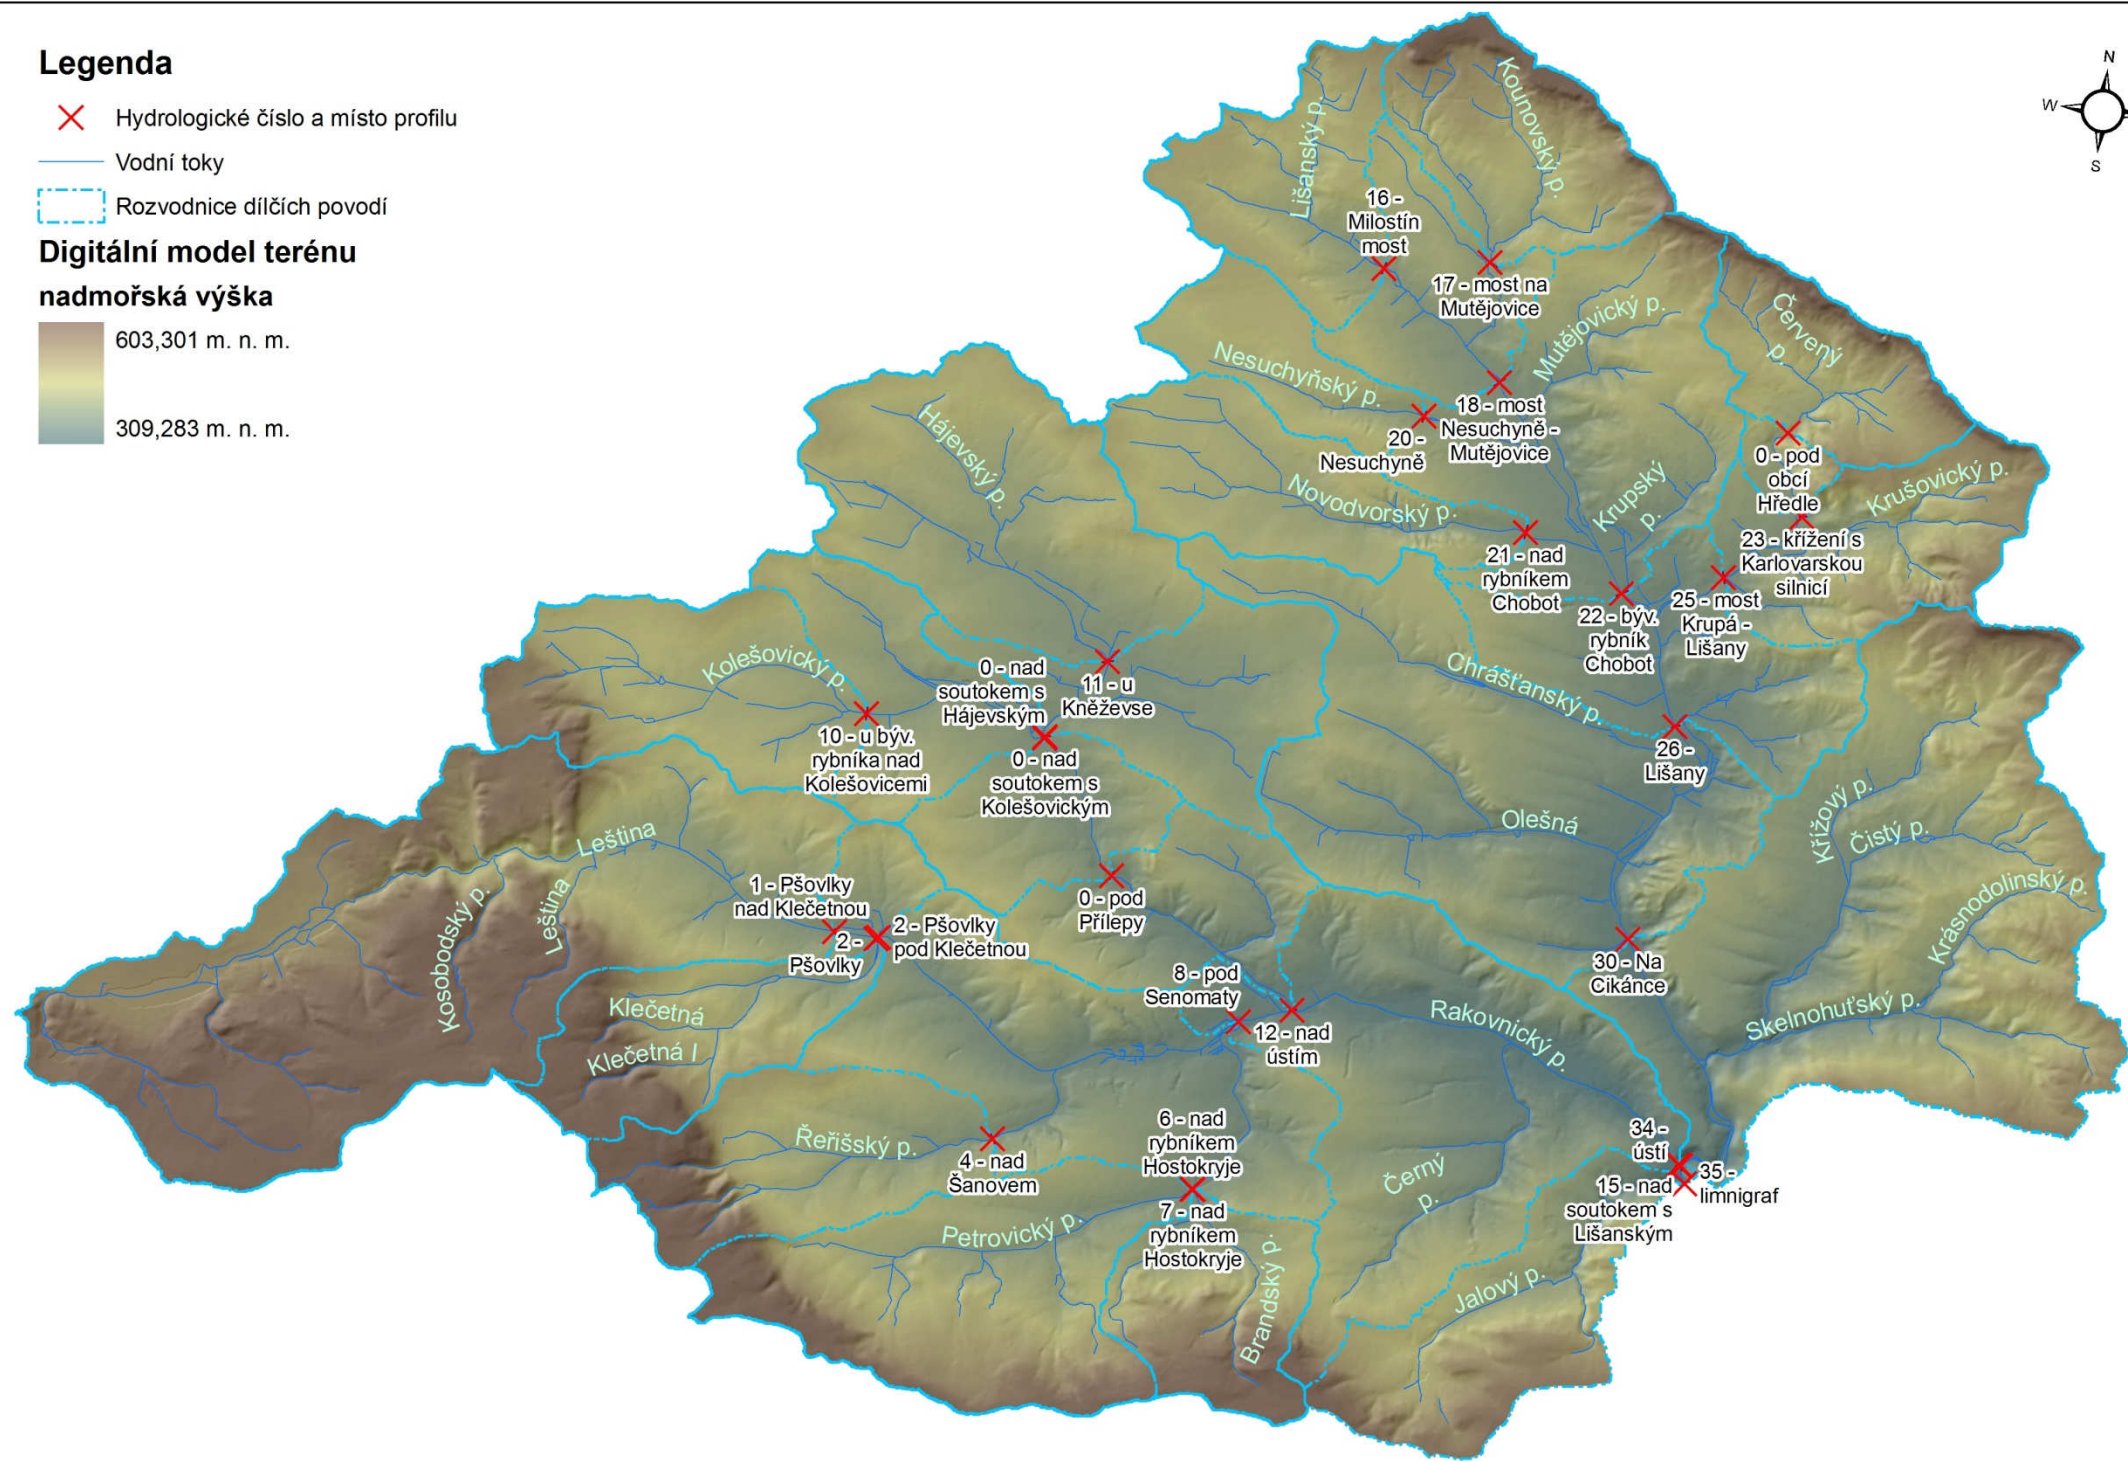 Legenda
Hydrologické číslo a místo profilu
Vodní toky
Rozvodnice dílčích povodí
Digitální model terénu
nadmořská výška
603,301 m. n. m.
309,283 m. n. m.
N
W
S
Lišanský p.
Kounovský p.
16 -
Milostín
most
17 - most na
Mutějovice
Mutějovický p.
Červený
p.
Nesuchyňský p.
18 - most
Nesuchyně -
Mutějovice
20 -
Nesuchyně
Hájevský p.
Novodvorský p.
Krupský
p.
0 - pod
obcí
Hředle
Krušovický p.
21 - nad
rybníkem
Chobot
23 - křížení s
Karlovarskou
silnicí
22 - býv.
rybník
Chobot
25 - most
Krupá -
Lišany
Kolešovický p.
0 - nad
soutokem s
Hájevským
11 - u
Kněževse
Chrášťanský p.
10 - u býv.
rybníka nad
Kolešovicemi
0 - nad
soutokem s
Kolešovickým
26 -
Lišany
Olešná
Křížový p.
Čistý p.
Leština
Leština
Kosobodský p.
1 - Pšovlky
nad Klečetnou
2 -
Pšovlky
2 - Pšovlky
pod Klečetnou
0 - pod
Přílepy
Krásnodolinský p.
30 - Na
Cikánce
8 - pod
Senomaty
12 - nad
ústím
Klečetná
Klečetná I
Rakovnický p.
Skelnohuťský p.
Řeřišský p.
4 - nad
Šanovem
6 - nad
rybníkem
Hostokryje
7 - nad
rybníkem
Hostokryje
Petrovický p.
Brandský p.
Černý
p.
Jalový p.
34 -
ústí
15 - nad
soutokem s
Lišanským
35 -
limnigraf